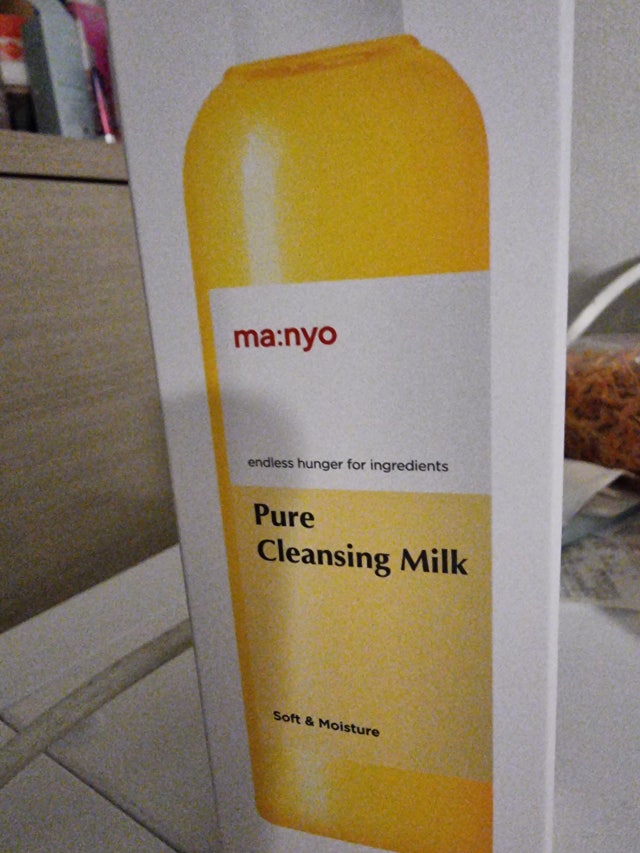 ma:nyo
endless hunger for ingredients
Pure
Cleansing Milk
Soft & Moisture